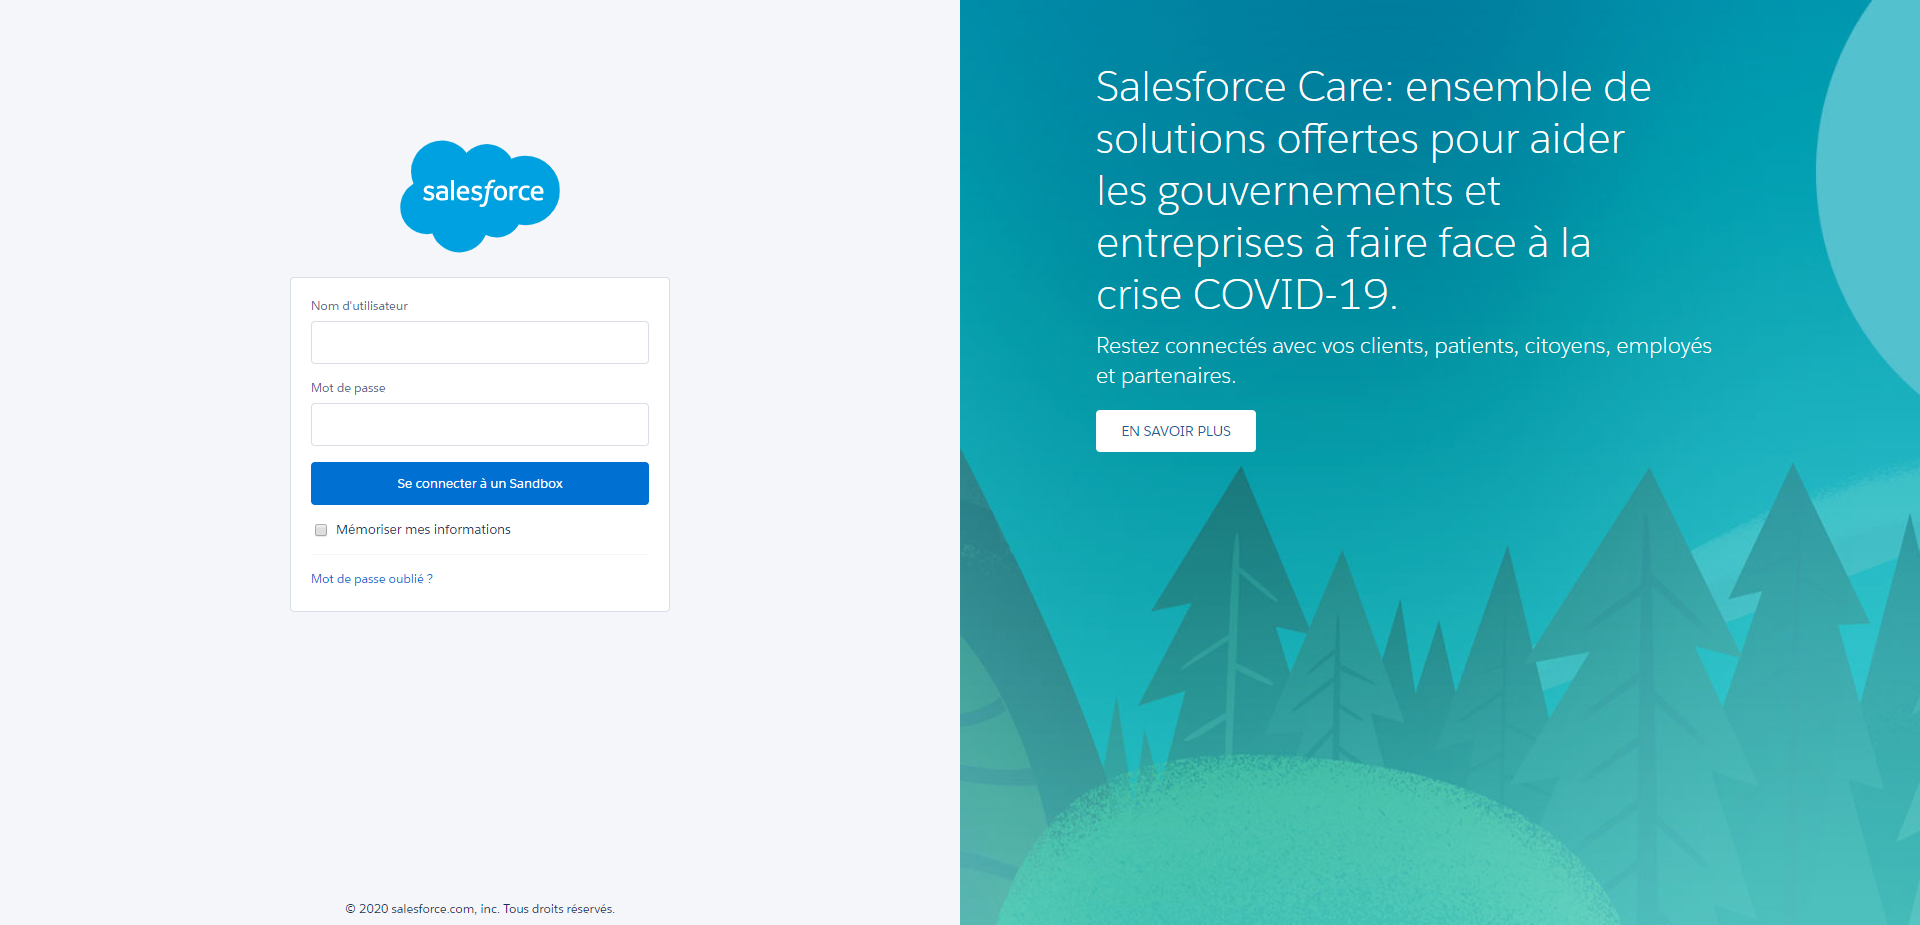 salesforce
Nom d'utilisateur
Mot de passe
Se connecter à un Sandbox
Mémoriser mes informations
Mot de passe oublié ?
© 2020 salesforce.com, inc. Tous droits réservés.
Salesforce Care: ensemble de
solutions offertes pour aider
les gouvernements et
entreprises à faire face à la
crise COVID-19.
Restez connectés avec vos clients, patients, citoyens, employés
et partenaires.
EN SAVOIR PLUS